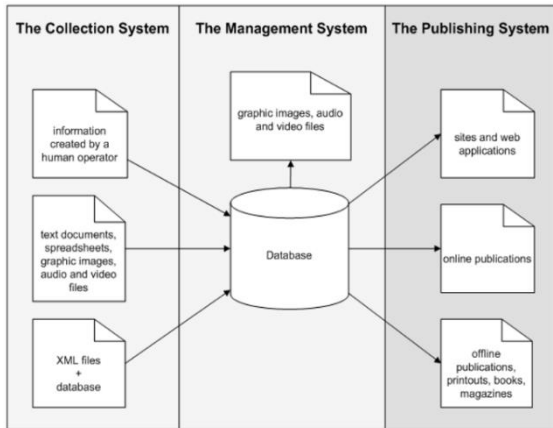 The Collection System
The Management System
The Publishing System
information
created by a
human operator
text documents,
spreadsheets,
graphic images,
audio and video
files
XML files
+
database
graphic images, audio
and video files
Database
sites and web
applications
online publications
offline
publications,
printouts, books,
magazines